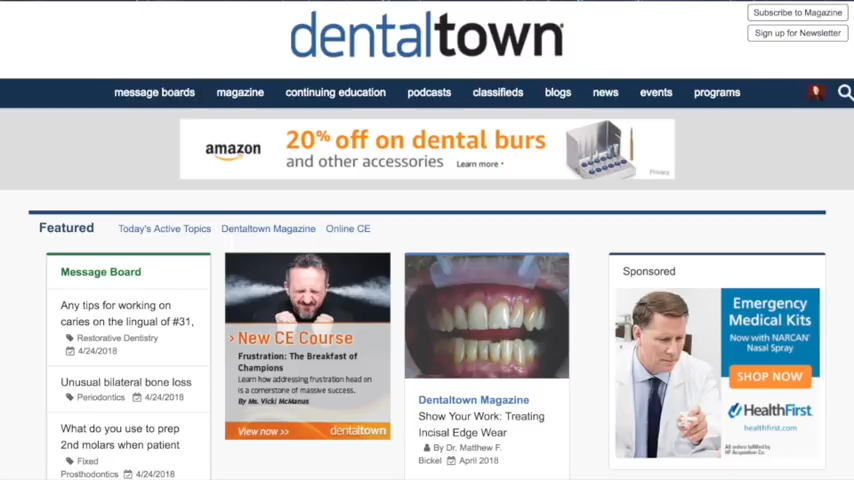 Subscribe to Magazine
Sign up for Newsletter
dentaltown
message boards magazine continuing education podcasts classifieds blogs news events programs
amazon
20% off on dental burs
and other accessories Learn more
Privacy
Featured Today's Active Topics Dentaltown Magazine Online CE
Message Board
Any tips for working on
caries on the lingual of #31,
Restorative Dentistry
4/24/2018
Unusual bilateral bone loss
Periodontics 4/24/2018
What do you use to prep
2nd molars when patient
Fixed
Prosthodontics 4/24/2018
› New CE Course
Frustration: The Breakfast of
Champions
Learn how addressing frustration head on
is a cornerstone of massive success.
By Ms. Vicki McManus
View now >> dentaltown
Dentaltown Magazine
Show Your Work: Treating
Incisal Edge Wear
By Dr. Matthew F.
Bickel April 2018
Sponsored
Emergency
Medical Kits
Now with NARCAN®
Nasal Spray
SHOP NOW
HealthFirst
healthfirst.com
All orders fulfilled by
HF Acquisition Co.